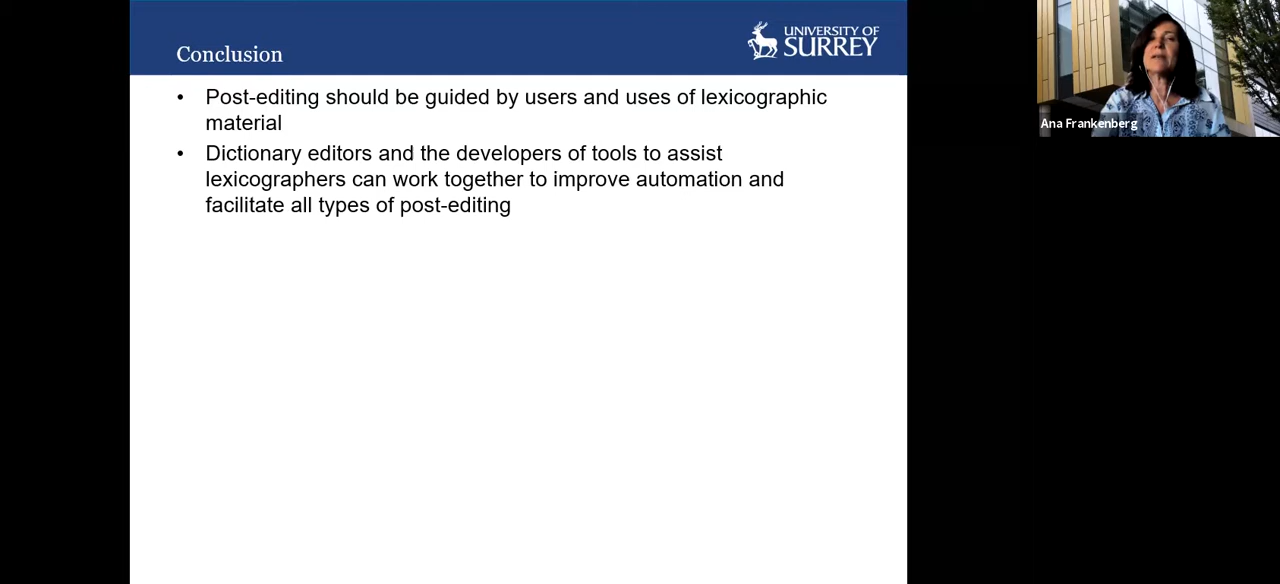 Conclusion
UNIVERSITY OF
SURREY
• Post-editing should be guided by users and uses of lexicographic
material
• Dictionary editors and the developers of tools to assist
lexicographers can work together to improve automation and
facilitate all types of post-editing
Ana Frankenberg